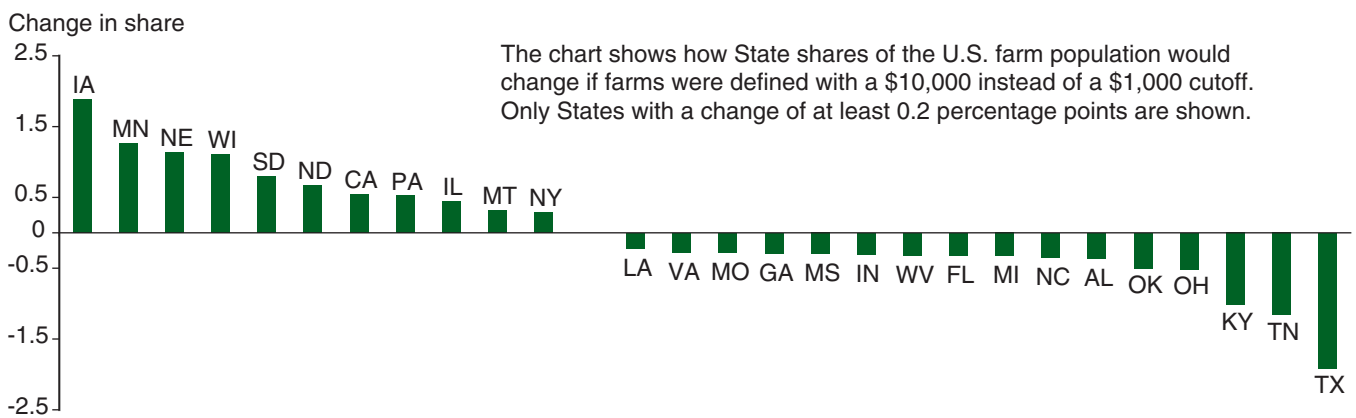 Change in share
The chart shows how State shares of the U.S. farm population would
change if farms were defined with a $10,000 instead of a $1,000 cutoff.
Only States with a change of at least 0.2 percentage points are shown.
2.5
1.5
0.5
0
-0.5
-1.5
-2.5
IA
MN
NE
WI
SD
ND
CA
PA
IL
MT
NY
LA
VA
MO
GA
MS
IN
WV
FL
MI
NC
AL
OK
OH
KY
TN
TX